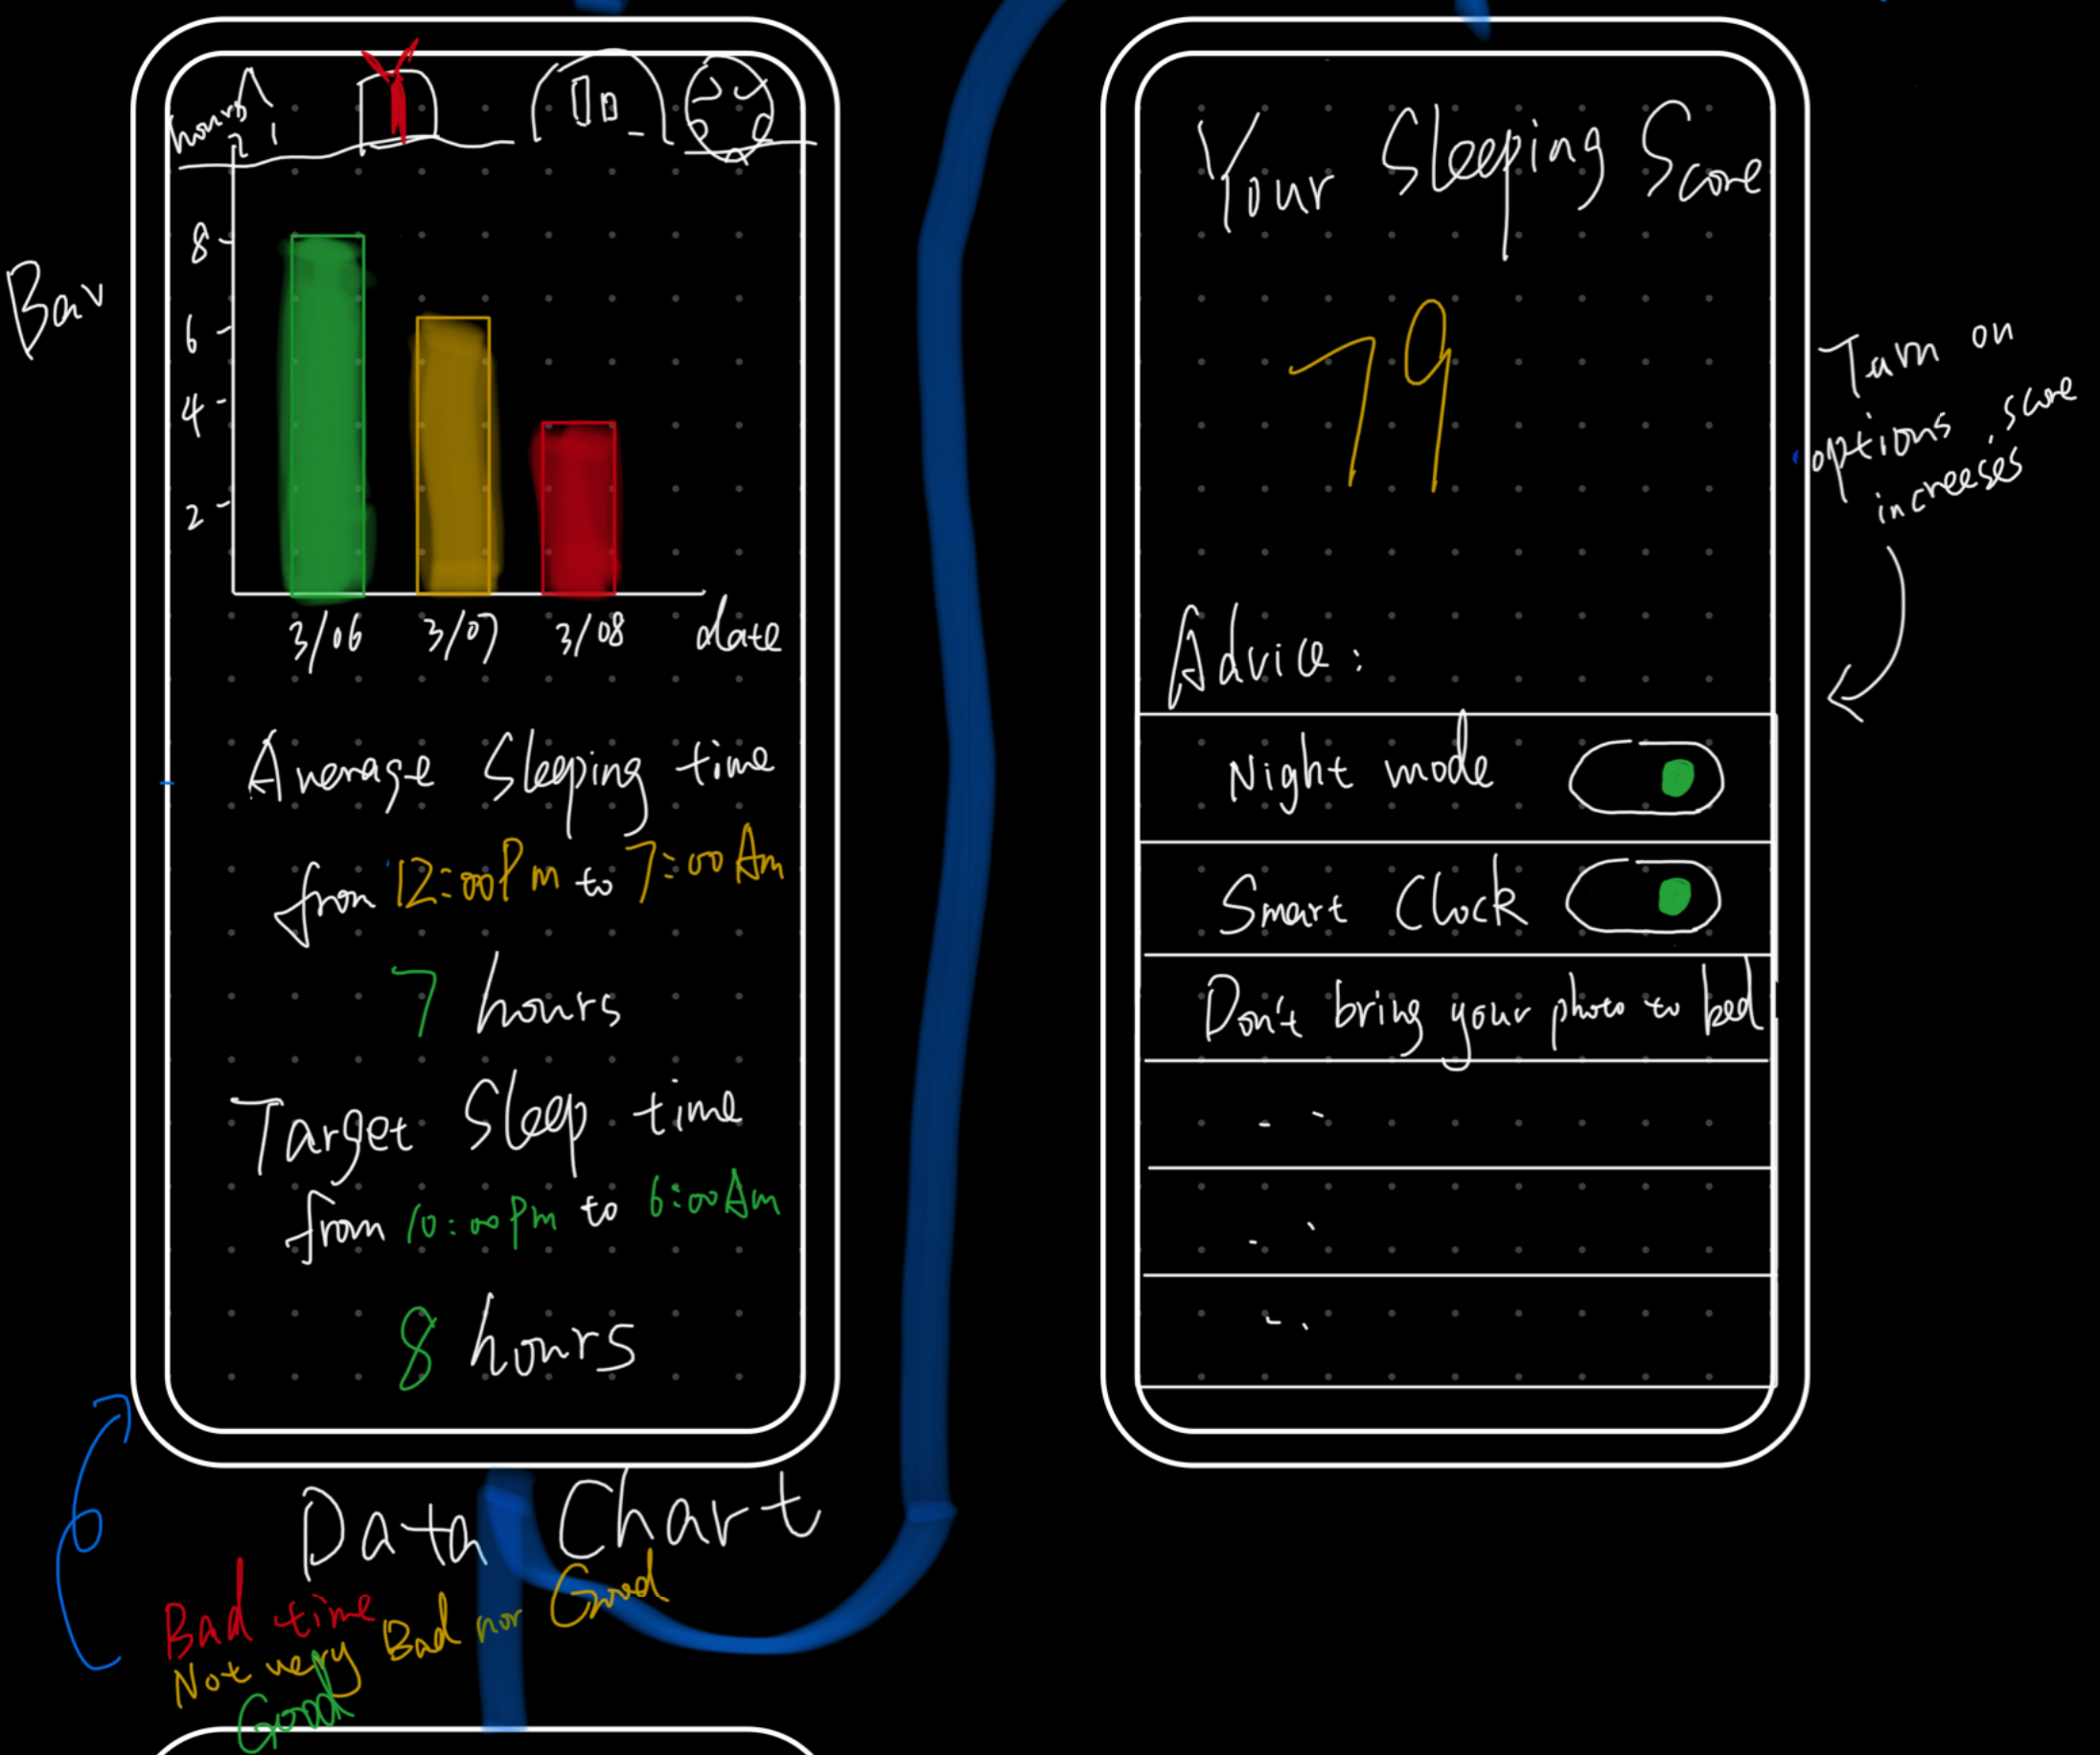 hours
8
6
4
2
Bar
3/06 3/07 3/08 date
Average Sleeping time
from 12:00Pm to 7:00Am
7 hours
Target Sleep time
from 10:00Pm to 6:00Am
8 hours
Data Chart
Bad time
Not very Bad nor Good
Good
Your Sleeping Score
79
Advice:
Night mode
Smart Clock
Don't bring your photo to bed
Turn on
options, score
increeses